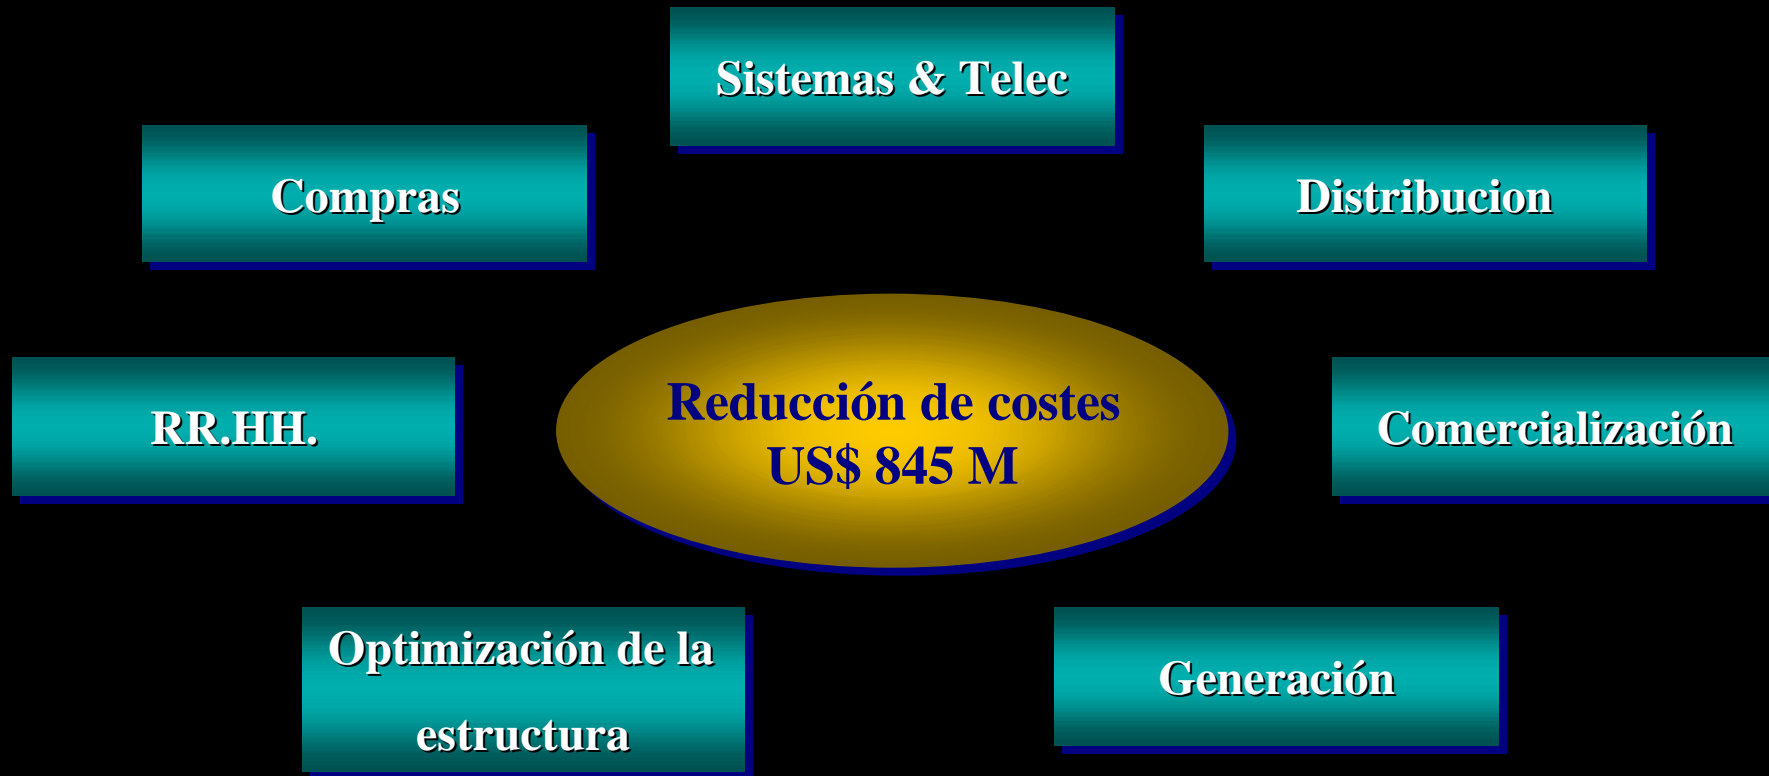 Sistemas & Telec
Compras
Distribucion
RR.HH.
Reducción de costes
US$ 845 M
Comercialización
Optimización de la
estructura
Generación